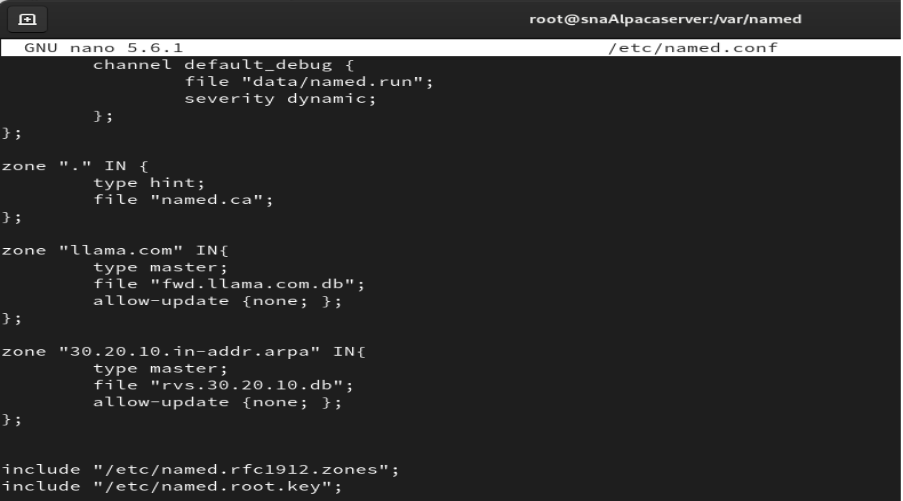 root@snaAlpacaserver:/var/named
GNU nano 5.6.1 /etc/named.conf
channel default_debug {
file "data/named.run";
severity dynamic;
};
};
zone "." IN {
type hint;
file "named.ca";
};
zone "llama.com" IN{
type master;
file "fwd.llama.com.db";
allow-update {none; };
};
zone "30.20.10.in-addr.arpa" IN{
type master;
file "rvs.30.20.10.db";
allow-update {none; };
};
include "/etc/named.rfc1912.zones";
include "/etc/named.root.key";